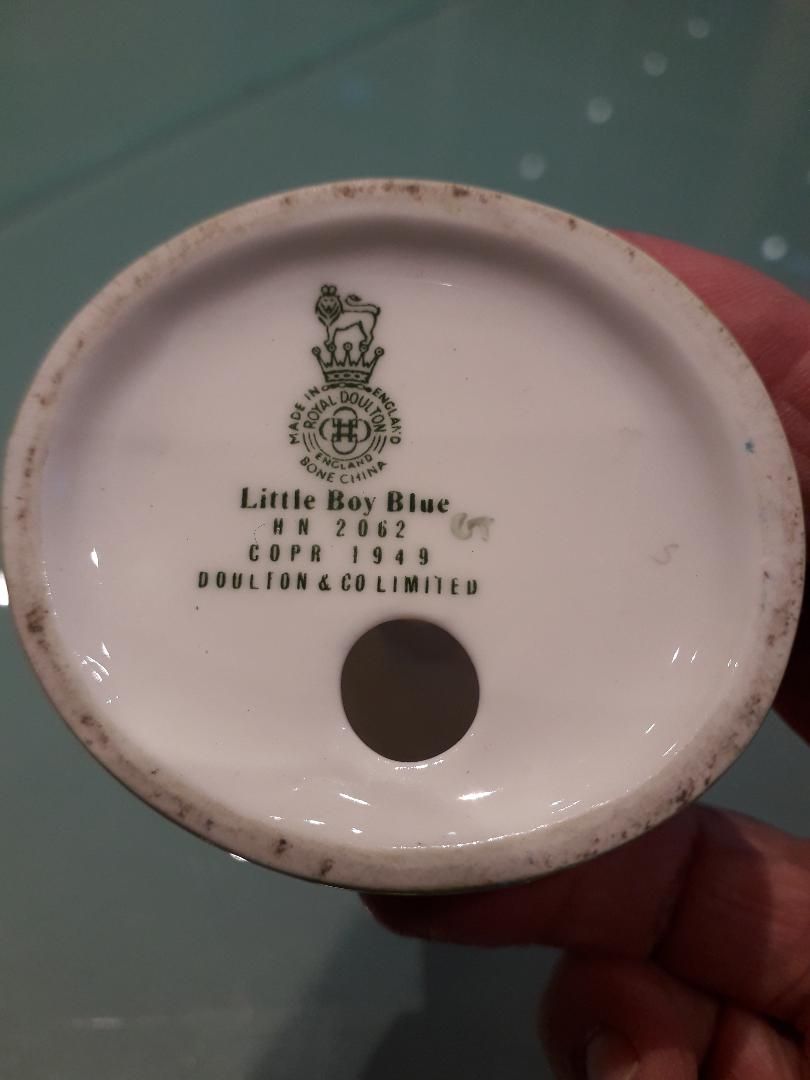 MADE IN ENGLAND
ROYAL DOULTON
ENGLAND
BONE CHINA
Little Boy Blue
HN 2062
COPR 1949
DOULTON & CO LIMITED